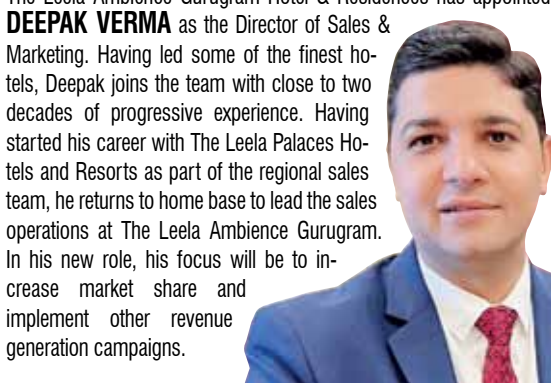 The Leela Ambience Gurugram Hotel & Residences has appointed
DEEPAK VERMA as the Director of Sales &
Marketing. Having led some of the finest ho-
tels, Deepak joins the team with close to two
decades of progressive experience. Having
started his career with The Leela Palaces Ho-
tels and Resorts as part of the regional sales
team, he returns to home base to lead the sales
operations at The Leela Ambience Gurugram.
In his new role, his focus will be to in-
crease market share and
implement other revenue
generation campaigns.